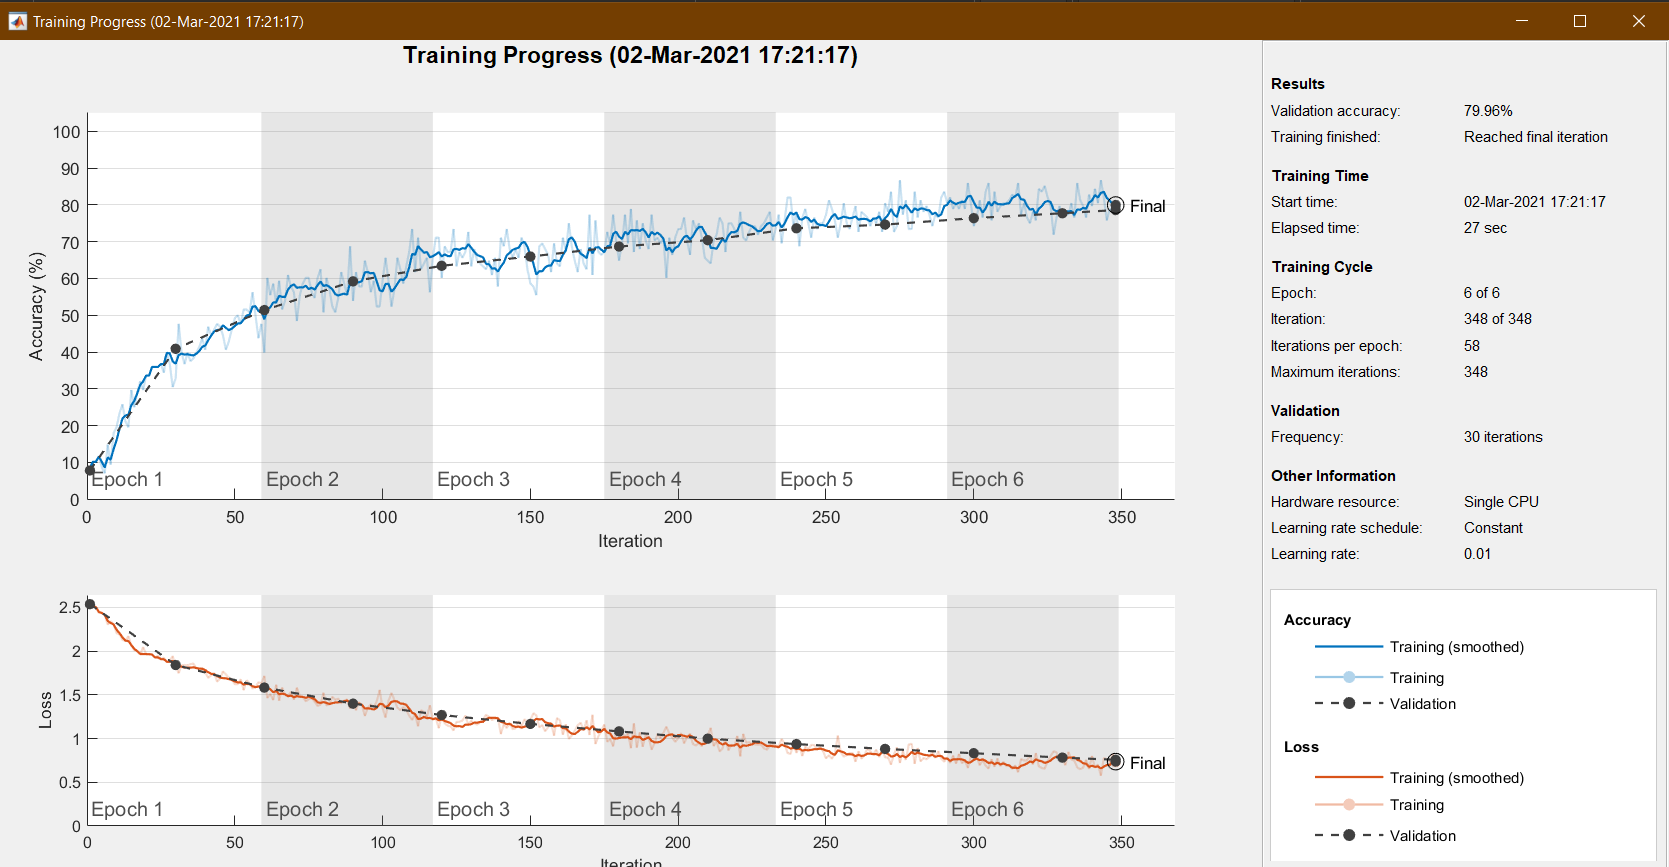 Training Progress (02-Mar-2021 17:21:17)
Training Progress (02-Mar-2021 17:21:17)
100
90
80
70
60
50
40
30
20
10
0
Accuracy (%)
Final
Epoch 1
Epoch 2
Epoch 3
Epoch 4
Epoch 5
Epoch 6
0
50
100
150
200
250
300
350
Iteration
2.5
2
1.5
1
0.5
0
Loss
Final
Epoch 1
Epoch 2
Epoch 3
Epoch 4
Epoch 5
Epoch 6
0
50
100
150
200
250
300
350
Iteration
Results
Validation accuracy: 79.96%
Training finished: Reached final iteration
Training Time
Start time: 02-Mar-2021 17:21:17
Elapsed time: 27 sec
Training Cycle
Epoch: 6 of 6
Iteration: 348 of 348
Iterations per epoch: 58
Maximum iterations: 348
Validation
Frequency: 30 iterations
Other Information
Hardware resource: Single CPU
Learning rate schedule: Constant
Learning rate: 0.01
Accuracy
Training (smoothed)
Training
Validation
Loss
Training (smoothed)
Training
Validation